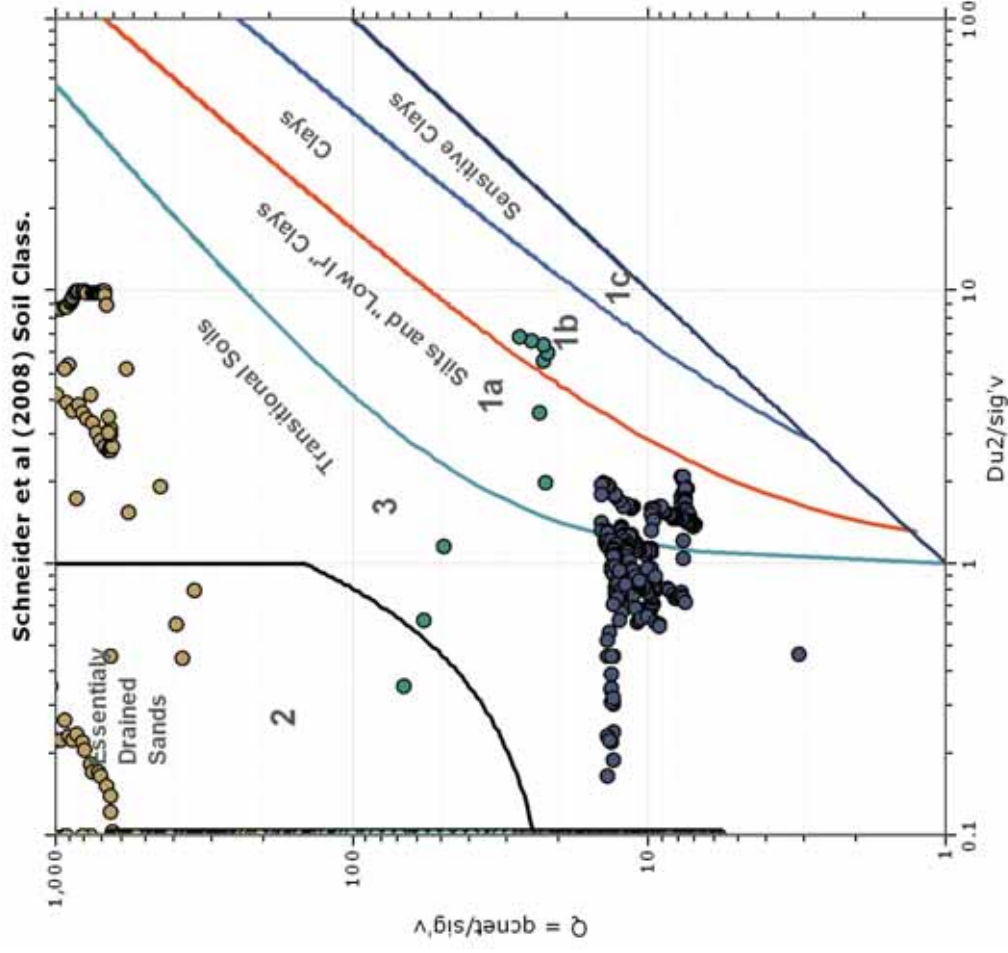 Schneider et al (2008) Soil Class.
1,000
100
10
1
Q = qcnet/sig'v
Essentialy
Drained
Sands
2
3
Transitional Soils
Silts and "Low Ir" Clays
Clays
Sensitive Clays
1a
1b
1c
0.1
1
10
100
Du2/sig'v